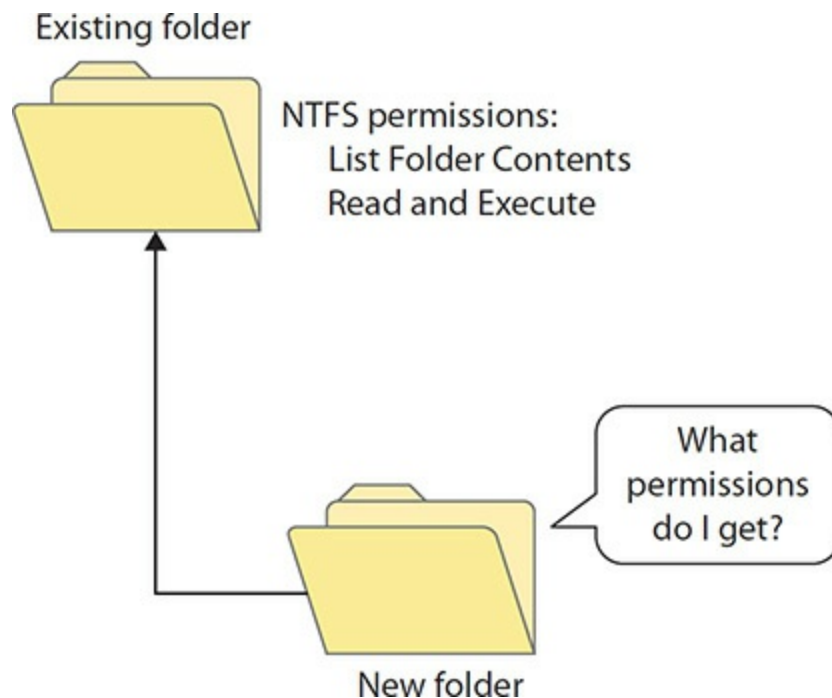 Existing folder
NTFS permissions:
List Folder Contents
Read and Execute
What
permissions
do I get?
New folder